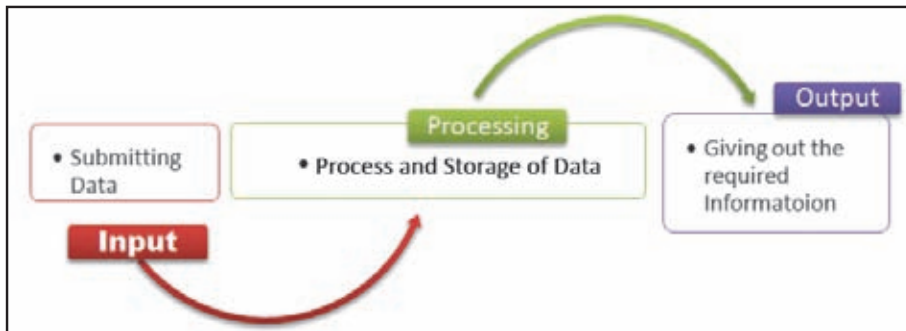 • Submitting
Data
Input
Processing
• Process and Storage of Data
Output
• Giving out the
required
Informatoion